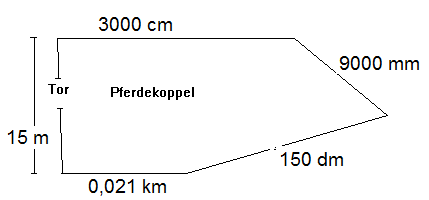 3000 cm
9000 mm
Tor
Pferdekoppel
15 m
150 dm
0,021 km